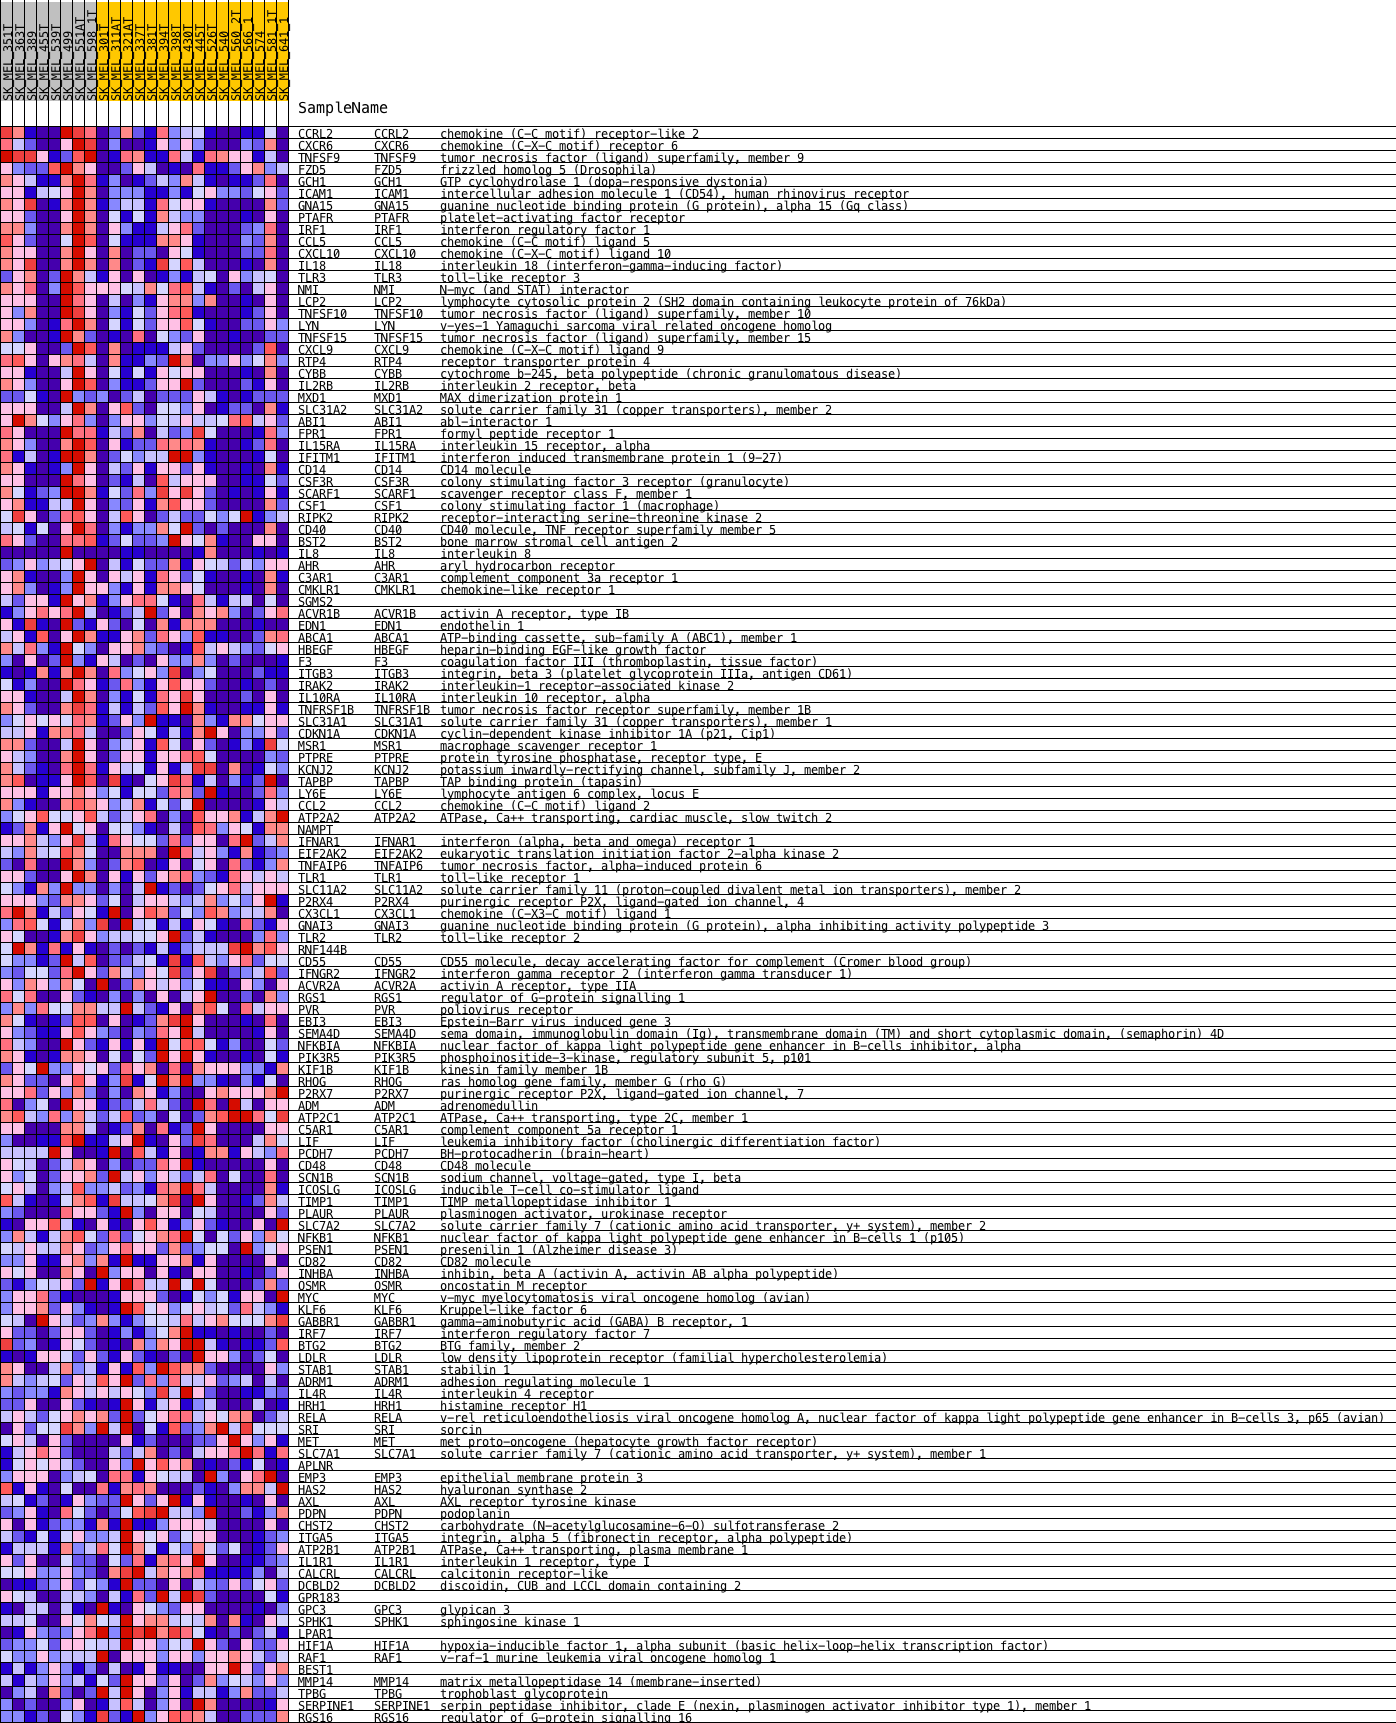 SK_MEL_351T
SK_MEL_363T
SK_MEL_389
SK_MEL_455T
SK_MEL_539T
SK_MEL_499
SK_MEL_551AT
SK_MEL_598_1T
SK_MEL_301T
SK_MEL_311AT
SK_MEL_321AT
SK_MEL_337T
SK_MEL_381T
SK_MEL_394T
SK_MEL_398T
SK_MEL_430T
SK_MEL_445T
SK_MEL_526T
SK_MEL_540
SK_MEL_560_2T
SK_MEL_566_1
SK_MEL_574
SK_MEL_581_1T
SK_MEL_641_1
SampleName
CCRL2 CCRL2 chemokine (C-C motif) receptor-like 2
CXCR6 CXCR6 chemokine (C-X-C motif) receptor 6
TNFSF9 TNFSF9 tumor necrosis factor (ligand) superfamily, member 9
FZD5 FZD5 frizzled homolog 5 (Drosophila)
GCH1 GCH1 GTP cyclohydrolase 1 (dopa-responsive dystonia)
ICAM1 ICAM1 intercellular adhesion molecule 1 (CD54), human rhinovirus receptor
GNA15 GNA15 guanine nucleotide binding protein (G protein), alpha 15 (Gq class)
PTAFR PTAFR platelet-activating factor receptor
IRF1 IRF1 interferon regulatory factor 1
CCL5 CCL5 chemokine (C-C motif) ligand 5
CXCL10 CXCL10 chemokine (C-X-C motif) ligand 10
IL18 IL18 interleukin 18 (interferon-gamma-inducing factor)
TLR3 TLR3 toll-like receptor 3
NMI NMI N-myc (and STAT) interactor
LCP2 LCP2 lymphocyte cytosolic protein 2 (SH2 domain containing leukocyte protein of 76kDa)
TNFSF10 TNFSF10 tumor necrosis factor (ligand) superfamily, member 10
LYN LYN v-yes-1 Yamaguchi sarcoma viral related oncogene homolog
TNFSF15 TNFSF15 tumor necrosis factor (ligand) superfamily, member 15
CXCL9 CXCL9 chemokine (C-X-C motif) ligand 9
RTP4 RTP4 receptor transporter protein 4
CYBB CYBB cytochrome b-245, beta polypeptide (chronic granulomatous disease)
IL2RB IL2RB interleukin 2 receptor, beta
MXD1 MXD1 MAX dimerization protein 1
SLC31A2 SLC31A2 solute carrier family 31 (copper transporters), member 2
ABI1 ABI1 abl-interactor 1
FPR1 FPR1 formyl peptide receptor 1
IL15RA IL15RA interleukin 15 receptor, alpha
IFITM1 IFITM1 interferon induced transmembrane protein 1 (9-27)
CD14 CD14 CD14 molecule
CSF3R CSF3R colony stimulating factor 3 receptor (granulocyte)
SCARF1 SCARF1 scavenger receptor class F, member 1
CSF1 CSF1 colony stimulating factor 1 (macrophage)
RIPK2 RIPK2 receptor-interacting serine-threonine kinase 2
CD40 CD40 CD40 molecule, TNF receptor superfamily member 5
BST2 BST2 bone marrow stromal cell antigen 2
IL8 IL8 interleukin 8
AHR AHR aryl hydrocarbon receptor
C3AR1 C3AR1 complement component 3a receptor 1
CMKLR1 CMKLR1 chemokine-like receptor 1
SGMS2
ACVR1B ACVR1B activin A receptor, type IB
EDN1 EDN1 endothelin 1
ABCA1 ABCA1 ATP-binding cassette, sub-family A (ABC1), member 1
HBEGF HBEGF heparin-binding EGF-like growth factor
F3 F3 coagulation factor III (thromboplastin, tissue factor)
ITGB3 ITGB3 integrin, beta 3 (platelet glycoprotein IIIa, antigen CD61)
IRAK2 IRAK2 interleukin-1 receptor-associated kinase 2
IL10RA IL10RA interleukin 10 receptor, alpha
TNFRSF1B TNFRSF1B tumor necrosis factor receptor superfamily, member 1B
SLC31A1 SLC31A1 solute carrier family 31 (copper transporters), member 1
CDKN1A CDKN1A cyclin-dependent kinase inhibitor 1A (p21, Cip1)
MSR1 MSR1 macrophage scavenger receptor 1
PTPRE PTPRE protein tyrosine phosphatase, receptor type, E
KCNJ2 KCNJ2 potassium inwardly-rectifying channel, subfamily J, member 2
TAPBP TAPBP TAP binding protein (tapasin)
LY6E LY6E lymphocyte antigen 6 complex, locus E
CCL2 CCL2 chemokine (C-C motif) ligand 2
ATP2A2 ATP2A2 ATPase, Ca++ transporting, cardiac muscle, slow twitch 2
NAMPT
IFNAR1 IFNAR1 interferon (alpha, beta and omega) receptor 1
EIF2AK2 EIF2AK2 eukaryotic translation initiation factor 2-alpha kinase 2
TNFAIP6 TNFAIP6 tumor necrosis factor, alpha-induced protein 6
TLR1 TLR1 toll-like receptor 1
SLC11A2 SLC11A2 solute carrier family 11 (proton-coupled divalent metal ion transporters), member 2
P2RX4 P2RX4 purinergic receptor P2X, ligand-gated ion channel, 4
CX3CL1 CX3CL1 chemokine (C-X3-C motif) ligand 1
GNAI3 GNAI3 guanine nucleotide binding protein (G protein), alpha inhibiting activity polypeptide 3
TLR2 TLR2 toll-like receptor 2
RNF144B
CD55 CD55 CD55 molecule, decay accelerating factor for complement (Cromer blood group)
IFNGR2 IFNGR2 interferon gamma receptor 2 (interferon gamma transducer 1)
ACVR2A ACVR2A activin A receptor, type IIA
RGS1 RGS1 regulator of G-protein signalling 1
PVR PVR poliovirus receptor
EBI3 EBI3 Epstein-Barr virus induced gene 3
SEMA4D SEMA4D sema domain, immunoglobulin domain (Ig), transmembrane domain (TM) and short cytoplasmic domain, (semaphorin) 4D
NFKBIA NFKBIA nuclear factor of kappa light polypeptide gene enhancer in B-cells inhibitor, alpha
PIK3R5 PIK3R5 phosphoinositide-3-kinase, regulatory subunit 5, p101
KIF1B KIF1B kinesin family member 1B
RHOG RHOG ras homolog gene family, member G (rho G)
P2RX7 P2RX7 purinergic receptor P2X, ligand-gated ion channel, 7
ADM ADM adrenomedullin
ATP2C1 ATP2C1 ATPase, Ca++ transporting, type 2C, member 1
C5AR1 C5AR1 complement component 5a receptor 1
LIF LIF leukemia inhibitory factor (cholinergic differentiation factor)
PCDH7 PCDH7 BH-protocadherin (brain-heart)
CD48 CD48 CD48 molecule
SCN1B SCN1B sodium channel, voltage-gated, type I, beta
ICOSLG ICOSLG inducible T-cell co-stimulator ligand
TIMP1 TIMP1 TIMP metallopeptidase inhibitor 1
PLAUR PLAUR plasminogen activator, urokinase receptor
SLC7A2 SLC7A2 solute carrier family 7 (cationic amino acid transporter, y+ system), member 2
NFKB1 NFKB1 nuclear factor of kappa light polypeptide gene enhancer in B-cells 1 (p105)
PSEN1 PSEN1 presenilin 1 (Alzheimer disease 3)
CD82 CD82 CD82 molecule
INHBA INHBA inhibin, beta A (activin A, activin AB alpha polypeptide)
OSMR OSMR oncostatin M receptor
MYC MYC v-myc myelocytomatosis viral oncogene homolog (avian)
KLF6 KLF6 Kruppel-like factor 6
GABBR1 GABBR1 gamma-aminobutyric acid (GABA) B receptor, 1
IRF7 IRF7 interferon regulatory factor 7
BTG2 BTG2 BTG family, member 2
LDLR LDLR low density lipoprotein receptor (familial hypercholesterolemia)
STAB1 STAB1 stabilin 1
ADRM1 ADRM1 adhesion regulating molecule 1
IL4R IL4R interleukin 4 receptor
HRH1 HRH1 histamine receptor H1
RELA RELA v-rel reticuloendotheliosis viral oncogene homolog A, nuclear factor of kappa light polypeptide gene enhancer in B-cells 3, p65 (avian)
SRI SRI sorcin
MET MET met proto-oncogene (hepatocyte growth factor receptor)
SLC7A1 SLC7A1 solute carrier family 7 (cationic amino acid transporter, y+ system), member 1
APLNR
EMP3 EMP3 epithelial membrane protein 3
HAS2 HAS2 hyaluronan synthase 2
AXL AXL AXL receptor tyrosine kinase
PDPN PDPN podoplanin
CHST2 CHST2 carbohydrate (N-acetylglucosamine-6-O) sulfotransferase 2
ITGA5 ITGA5 integrin, alpha 5 (fibronectin receptor, alpha polypeptide)
ATP2B1 ATP2B1 ATPase, Ca++ transporting, plasma membrane 1
IL1R1 IL1R1 interleukin 1 receptor, type I
CALCRL CALCRL calcitonin receptor-like
DCBLD2 DCBLD2 discoidin, CUB and LCCL domain containing 2
GPR183
GPC3 GPC3 glypican 3
SPHK1 SPHK1 sphingosine kinase 1
LPAR1
HIF1A HIF1A hypoxia-inducible factor 1, alpha subunit (basic helix-loop-helix transcription factor)
RAF1 RAF1 v-raf-1 murine leukemia viral oncogene homolog 1
BEST1
MMP14 MMP14 matrix metallopeptidase 14 (membrane-inserted)
TPBG TPBG trophoblast glycoprotein
SERPINE1 SERPINE1 serpin peptidase inhibitor, clade E (nexin, plasminogen activator inhibitor type 1), member 1
RGS16 RGS16 regulator of G-protein signalling 16